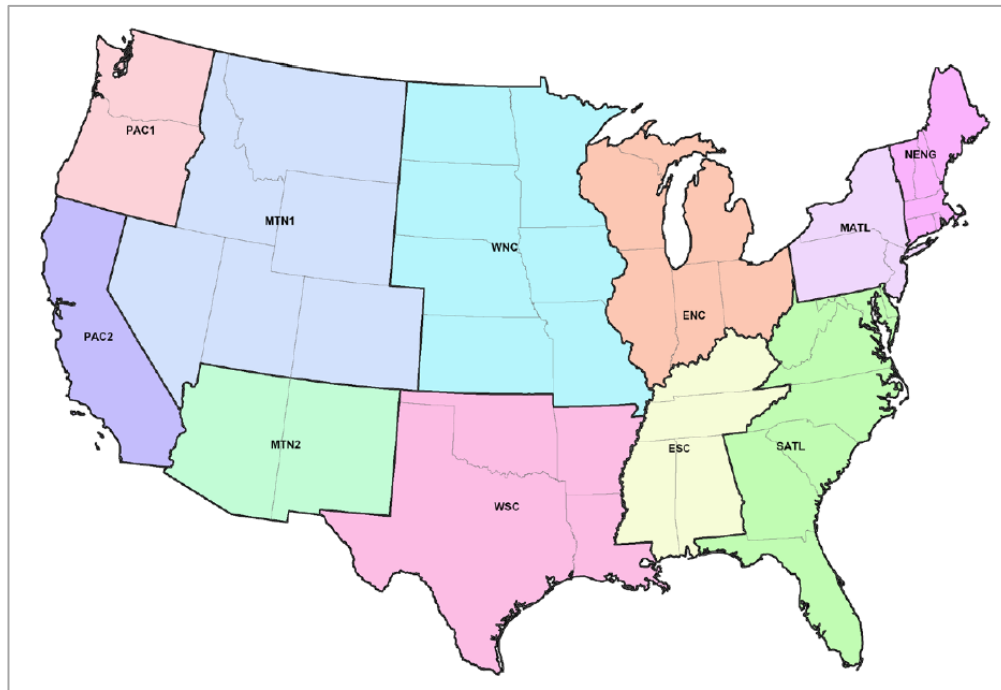 PAC1
NENG
MTN1
MATL
WNC
ENC
PAC2
MTN2
ESC
SATL
WSC